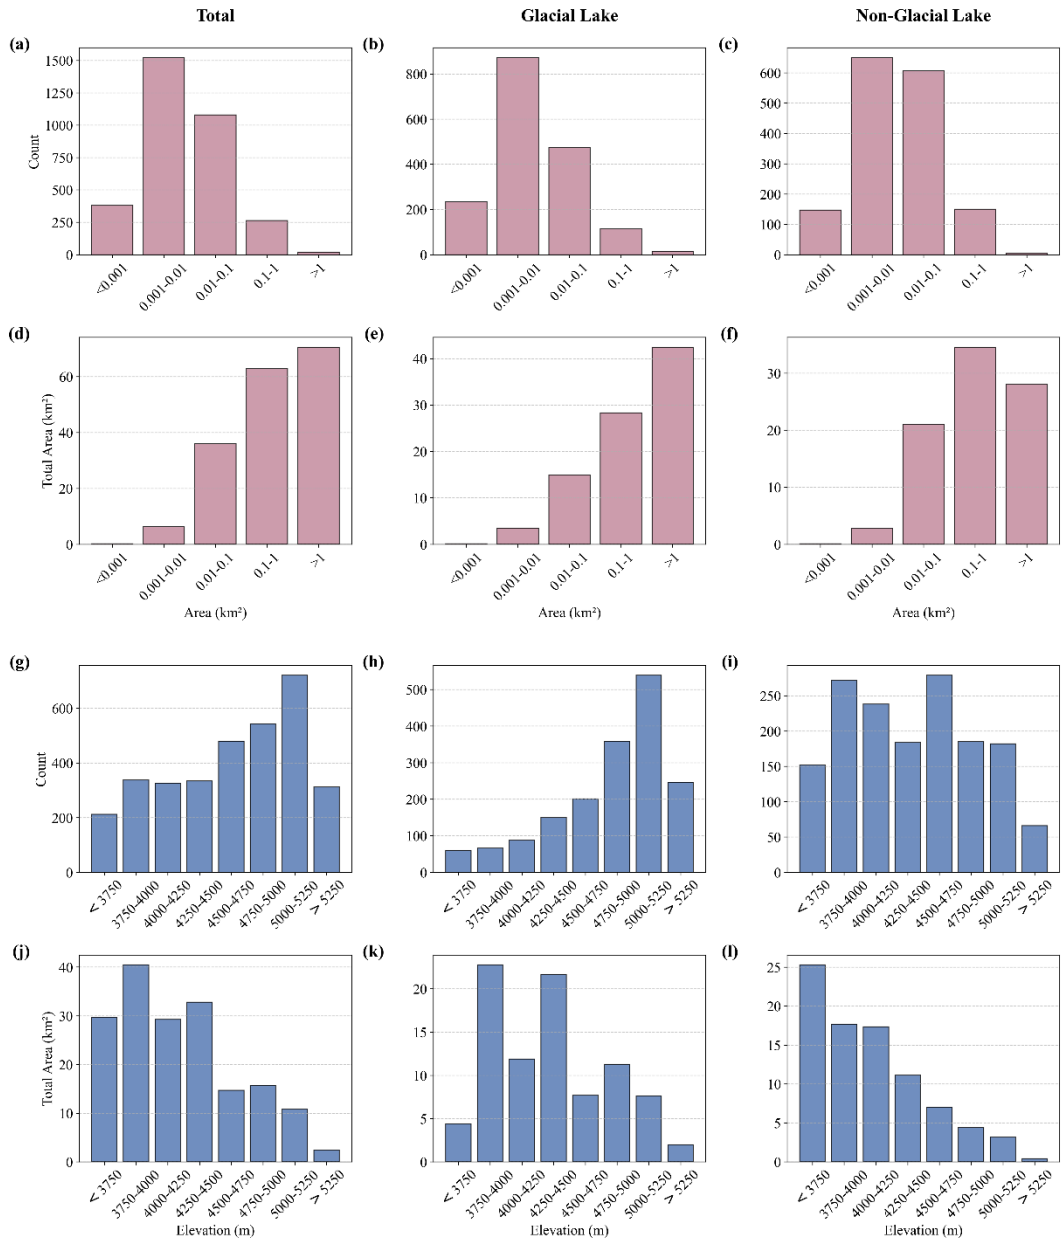 Total Glacial Lake Non-Glacial Lake
(a) (b) (c)
1500 1250 1000 750 500 250 0
Count
<0.001 0.001-0.01 0.01-0.1 0.1-1 >1
800 600 400 200 0
<0.001 0.001-0.01 0.01-0.1 0.1-1 >1
600 500 400 300 200 100 0
<0.001 0.001-0.01 0.01-0.1 0.1-1 >1
(d) (e) (f)
60 40 20 0
Total Area (km²)
<0.001 0.001-0.01 0.01-0.1 0.1-1 >1
Area (km²)
40 30 20 10 0
<0.001 0.001-0.01 0.01-0.1 0.1-1 >1
Area (km²)
30 20 10 0
<0.001 0.001-0.01 0.01-0.1 0.1-1 >1
Area (km²)
(g) (h) (i)
600 400 200 0
Count
< 3750 3750-4000 4000-4250 4250-4500 4500-4750 4750-5000 5000-5250 > 5250
500 400 300 200 100 0
< 3750 3750-4000 4000-4250 4250-4500 4500-4750 4750-5000 5000-5250 > 5250
250 200 150 100 50 0
< 3750 3750-4000 4000-4250 4250-4500 4500-4750 4750-5000 5000-5250 > 5250
(j) (k) (l)
40 30 20 10 0
Total Area (km²)
< 3750 3750-4000 4000-4250 4250-4500 4500-4750 4750-5000 5000-5250 > 5250
Elevation (m)
20 15 10 5 0
< 3750 3750-4000 4000-4250 4250-4500 4500-4750 4750-5000 5000-5250 > 5250
Elevation (m)
25 20 15 10 5 0
< 3750 3750-4000 4000-4250 4250-4500 4500-4750 4750-5000 5000-5250 > 5250
Elevation (m)